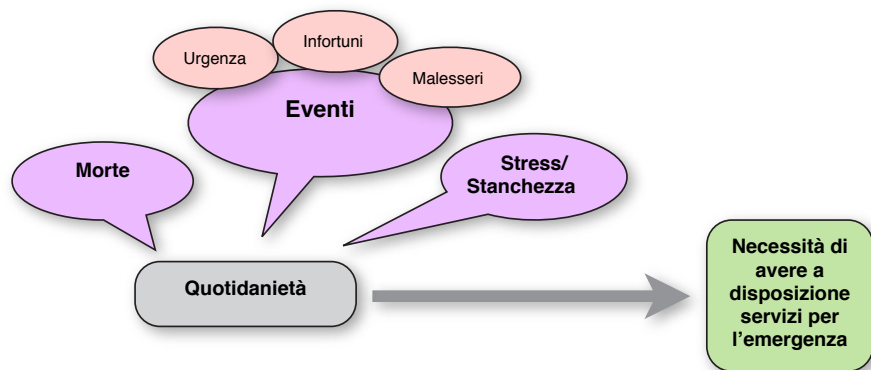 Infortuni
Urgenza
Malesseri
Eventi
Morte
Stress/
Stanchezza
Quotidanietà
Necessità di
avere a
disposizione
servizi per
l'emergenza